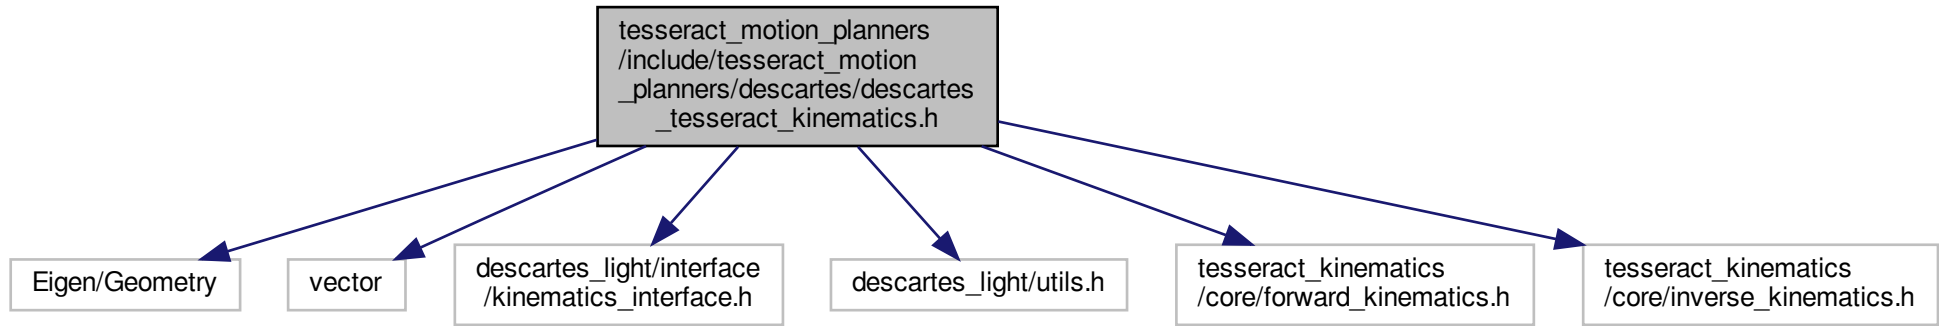 tesseract_motion_planners
/include/tesseract_motion
_planners/descartes/descartes
_tesseract_kinematics.h
Eigen/Geometry
vector
descartes_light/interface
/kinematics_interface.h
descartes_light/utils.h
tesseract_kinematics
/core/forward_kinematics.h
tesseract_kinematics
/core/inverse_kinematics.h